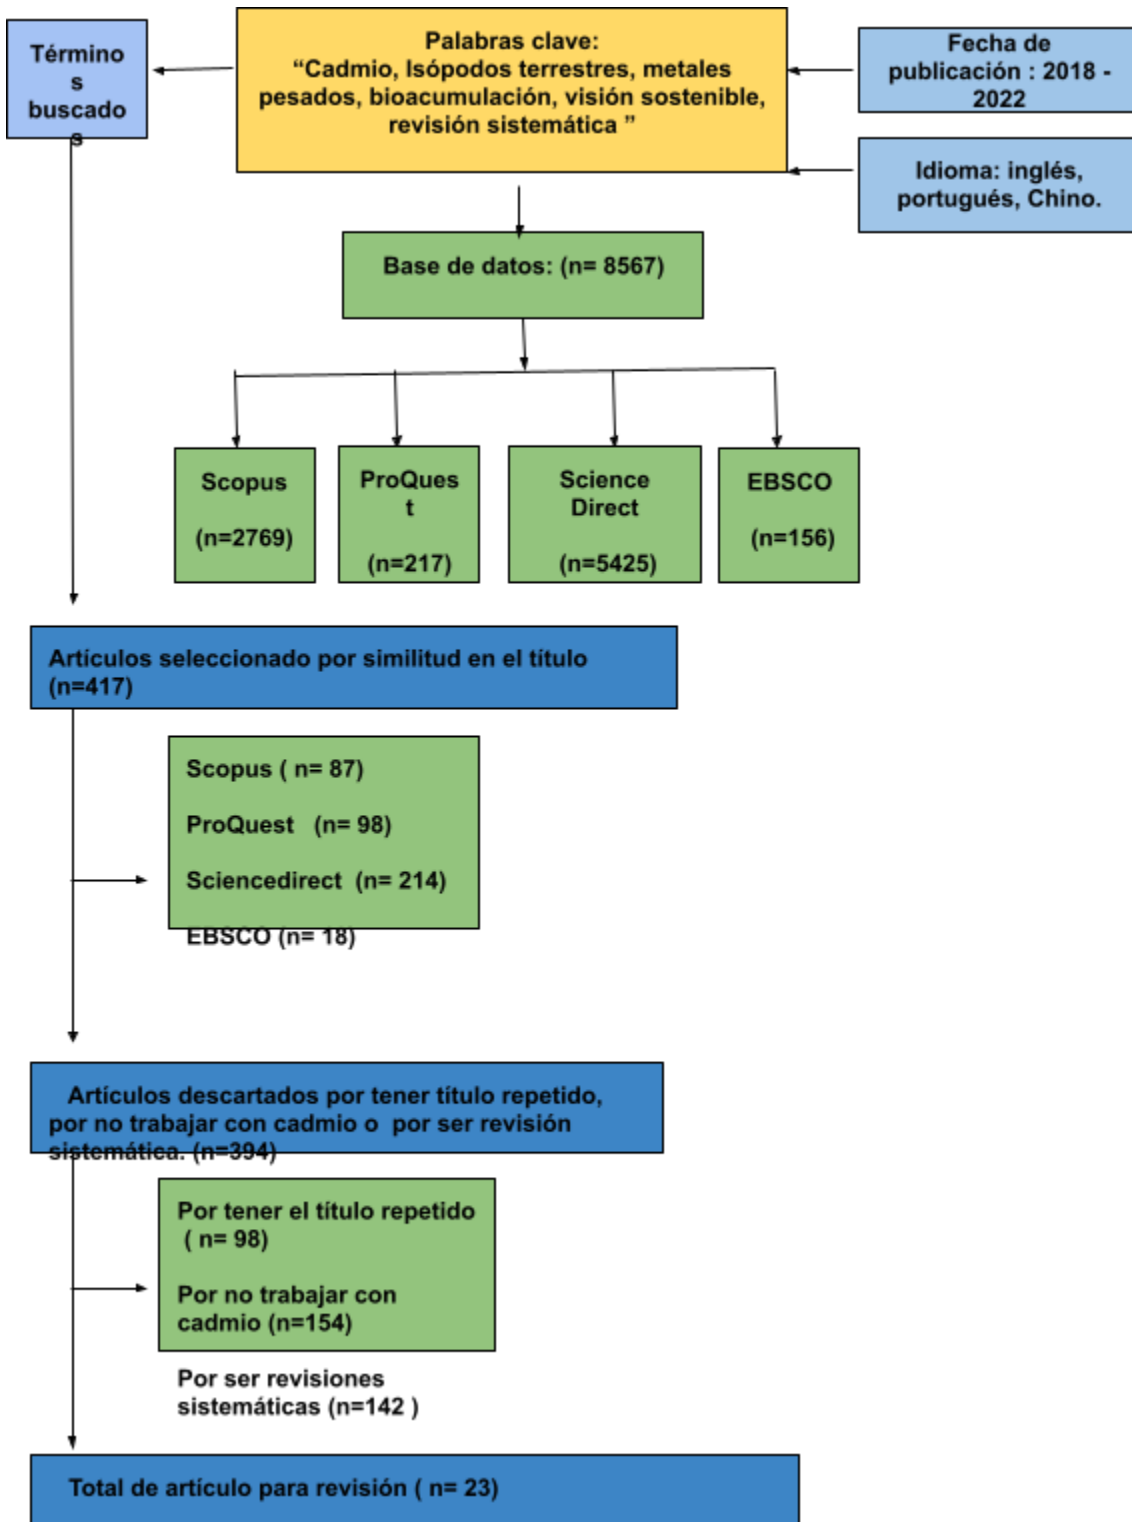 Término
s
buscado
s
Palabras clave:
“Cadmio, Isópodos terrestres, metales
pesados, bioacumulación, visión sostenible,
revisión sistemática ”
Fecha de
publicación : 2018 -
2022
Idioma: inglés,
portugués, Chino.
Base de datos: (n= 8567)
Scopus
(n=2769)
ProQues
t
(n=217)
Science
Direct
(n=5425)
EBSCO
(n=156)
Artículos seleccionado por similitud en el título
(n=417)
Scopus ( n= 87)
ProQuest (n= 98)
Sciencedirect (n= 214)
EBSCO (n= 18)
Artículos descartados por tener título repetido,
por no trabajar con cadmio o por ser revisión
sistemática. (n=394)
Por tener el título repetido
( n= 98)
Por no trabajar con
cadmio (n=154)
Por ser revisiones
sistemáticas (n=142 )
Total de artículo para revisión ( n= 23)